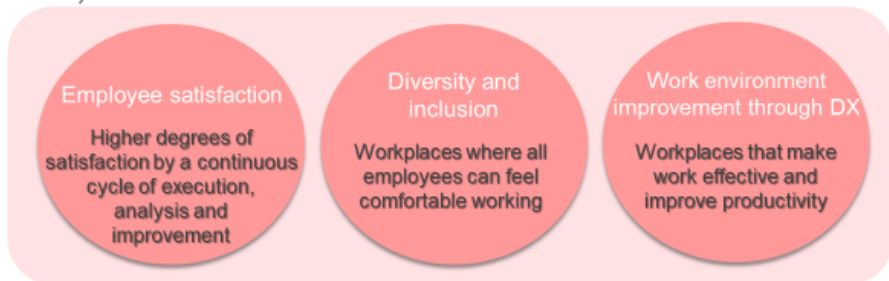 Employee satisfaction
Higher degrees of
satisfaction by a continuous
cycle of execution,
analysis and
improvement
Diversity and
inclusion
Workplaces where all
employees can feel
comfortable working
Work environment
improvement through DX
Workplaces that make
work effective and
improve productivity